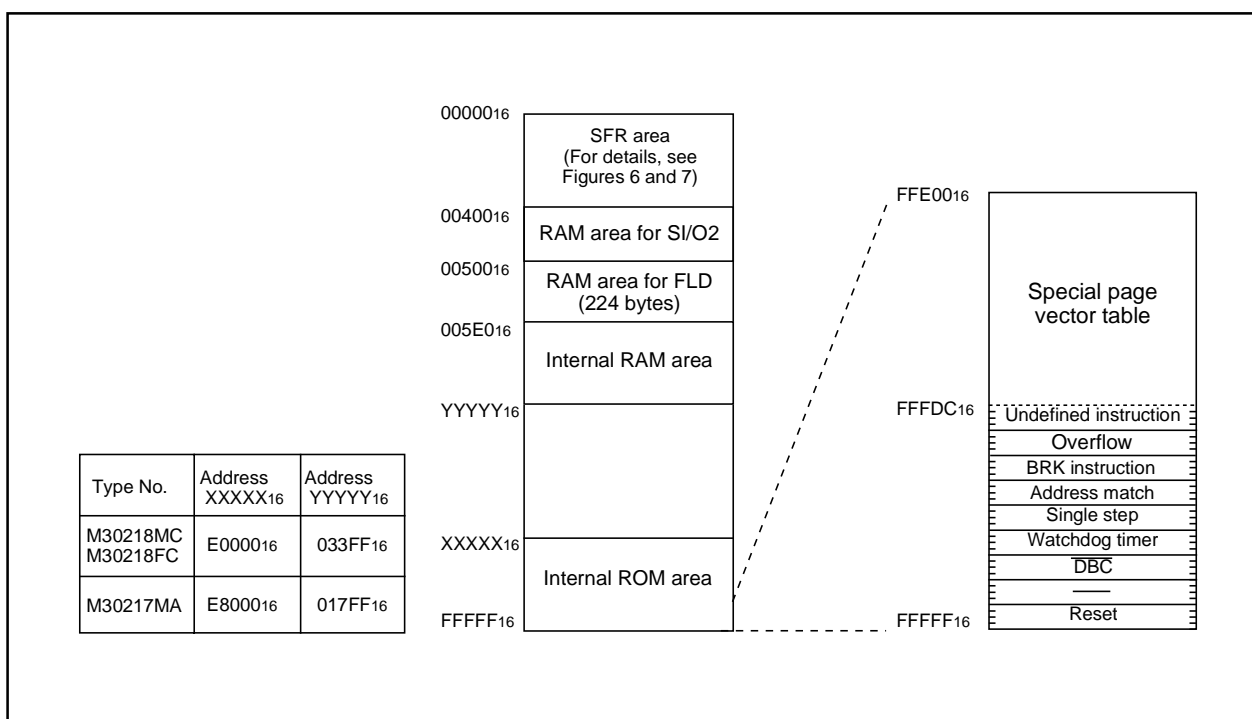 Type No.
Address
XXXXX16
Address
YYYYY16
M30218MC
M30218FC
E000016
033FF16
M30217MA
E800016
017FF16
0000016
SFR area
(For details, see
Figures 6 and 7)
0040016
RAM area for SI/O2
0050016
RAM area for FLD
(224 bytes)
005E016
Internal RAM area
YYYYY16
XXXXX16
Internal ROM area
FFFFF16
FFE0016
Special page
vector table
FFFDC16
Undefined instruction
Overflow
BRK instruction
Address match
Single step
Watchdog timer
DBC
Reset
FFFFF16